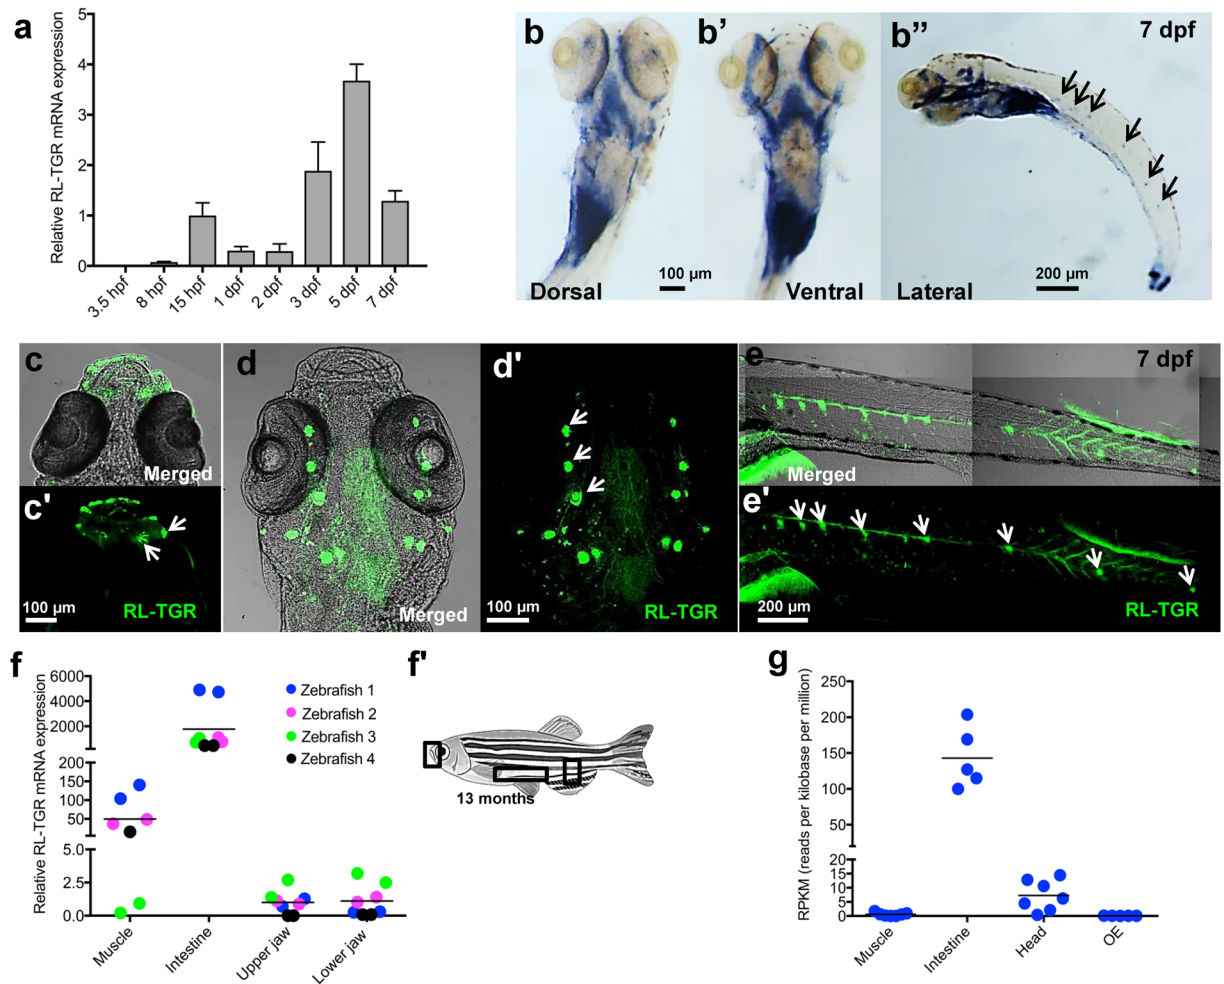 a
Relative RL-TGR mRNA expression
5
4
3
2
1
0
3.5 hpf
8 hpf
15 hpf
1 dpf
2 dpf
3 dpf
5 dpf
7 dpf
b
b'
b”
7 dpf
100 µm
200 µm
Dorsal
Ventral
Lateral
c
Merged
c'
100 µm
RL-TGR
d
Merged
d'
100 µm
RL-TGR
e
7 dpf
Merged
e'
200 µm
RL-TGR
f
Relative RL-TGR mRNA expression
6000
4000
2000
200
150
100
50
5.0
2.5
0.0
Muscle
Intestine
Upper jaw
Lower jaw
Zebrafish 1
Zebrafish 2
Zebrafish 3
Zebrafish 4
f'
13 months
g
RPKM (reads per kilobase per million)
250
200
150
100
50
20
15
10
5
0
Muscle
Intestine
Head
OE